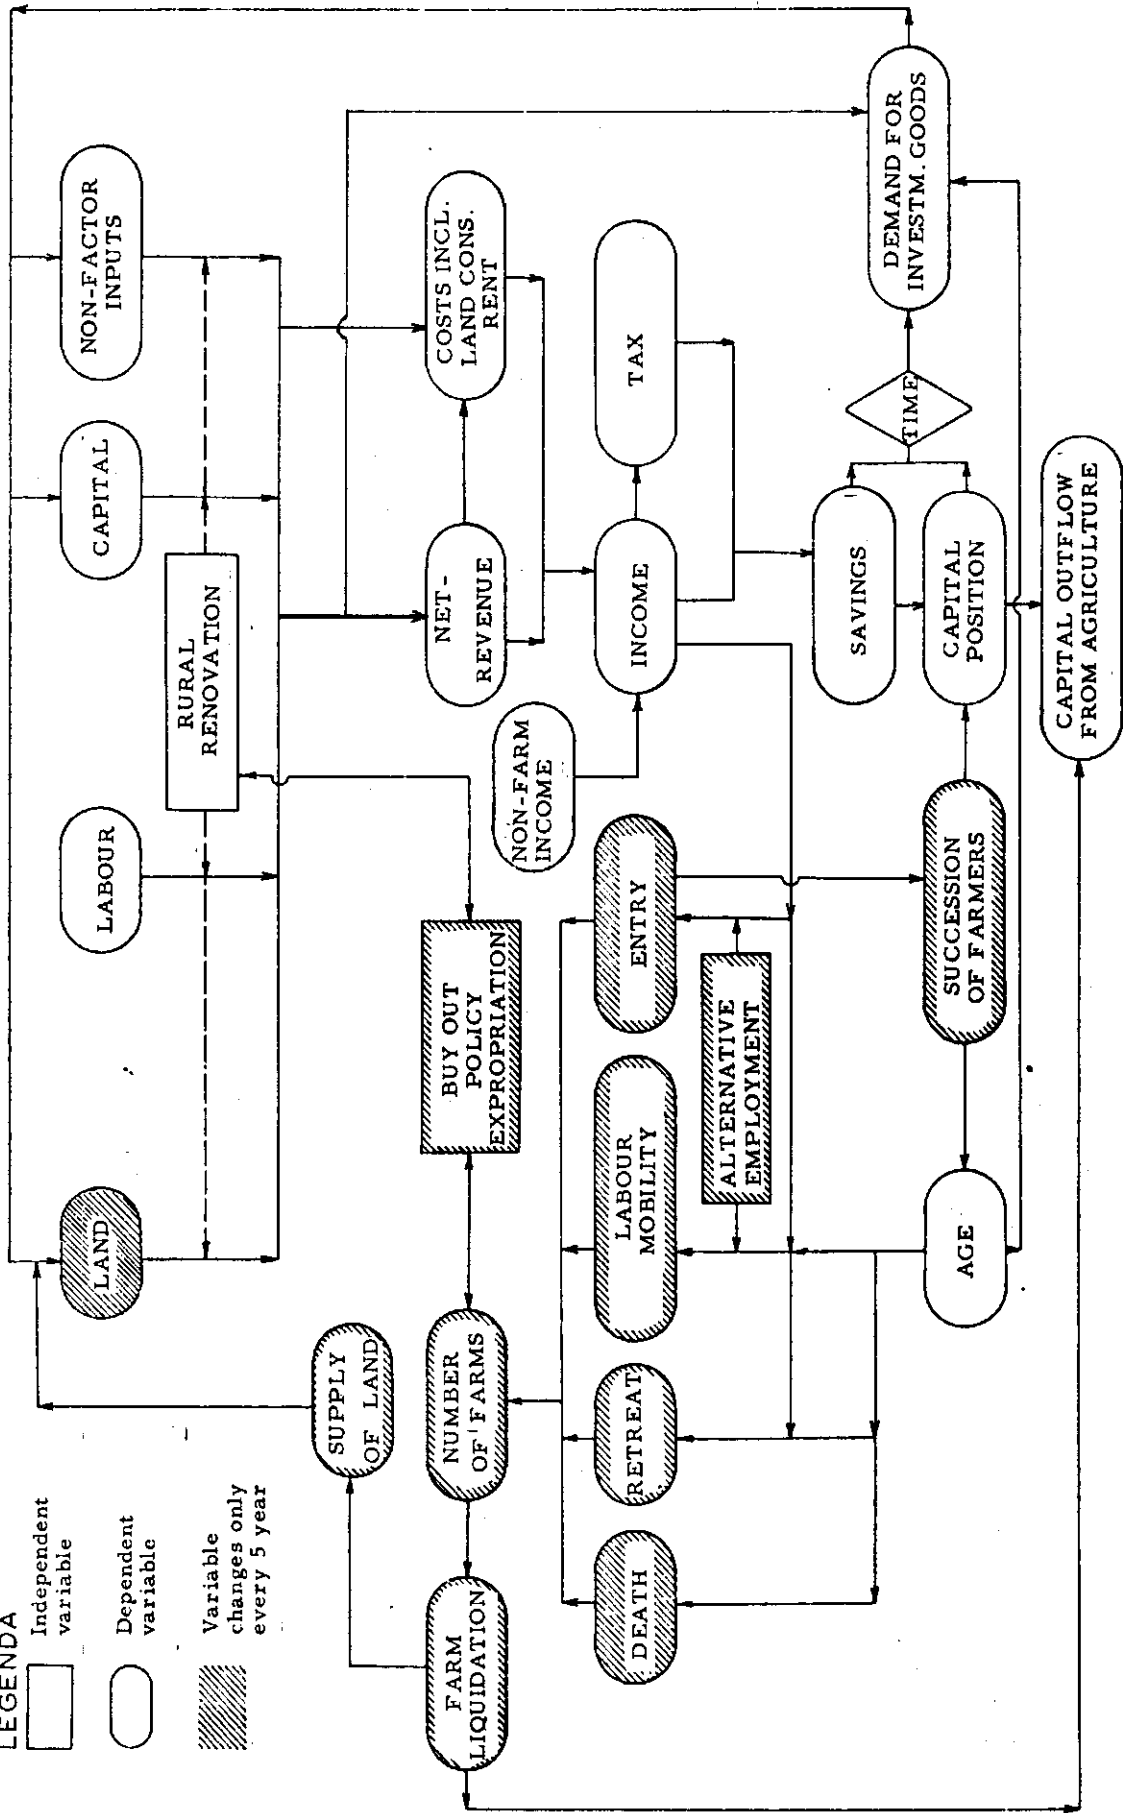 LEGENDA
Independent
variable
Dependent
variable
Variable
changes only
every 5 year
LAND
LABOUR
CAPITAL
NON-FACTOR
INPUTS
RURAL
RENOVATION
SUPPLY
OF LAND
FARM
LIQUIDATION
NUMBER
OF FARMS
BUY OUT
POLICY
EXPROPRIATION
NET-
REVENUE
COSTS INCL.
LAND CONS.
RENT
NON-FARM
INCOME
DEATH
RETREAT
LABOUR
MOBILITY
ENTRY
INCOME
TAX
ALTERNATIVE
EMPLOYMENT
SAVINGS
TIME
AGE
SUCCESSION
OF FARMERS
CAPITAL
POSITION
DEMAND FOR
INVESTM. GOODS
CAPITAL OUTFLOW
FROM AGRICULTURE